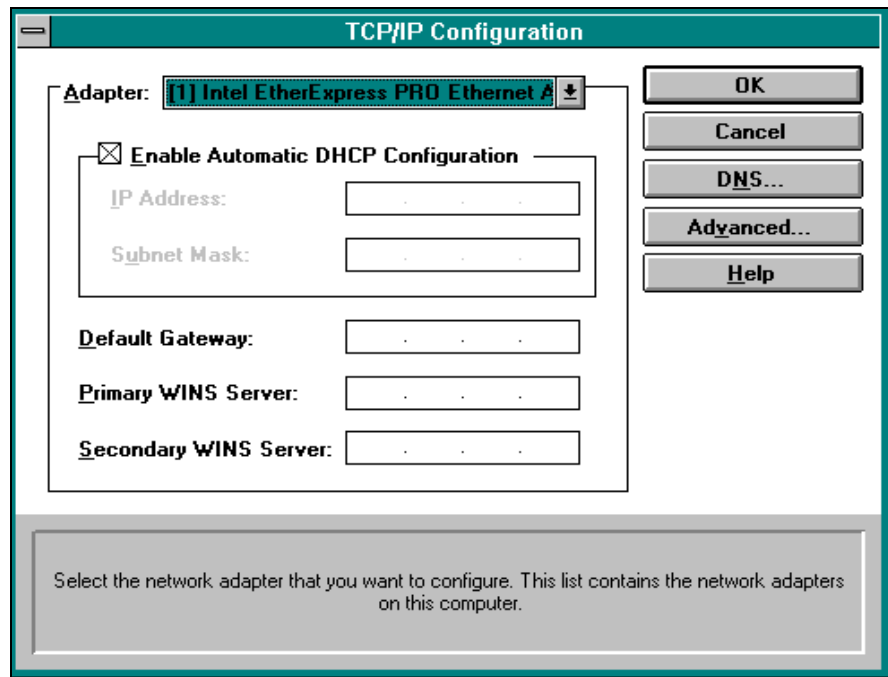 TCP/IP Configuration
Adapter: [1] Intel EtherExpress PRO Ethernet A
OK
Cancel
DNS...
Advanced...
Help
Enable Automatic DHCP Configuration
IP Address:
Subnet Mask:
Default Gateway:
Primary WINS Server:
Secondary WINS Server:
Select the network adapter that you want to configure. This list contains the network adapters
on this computer.